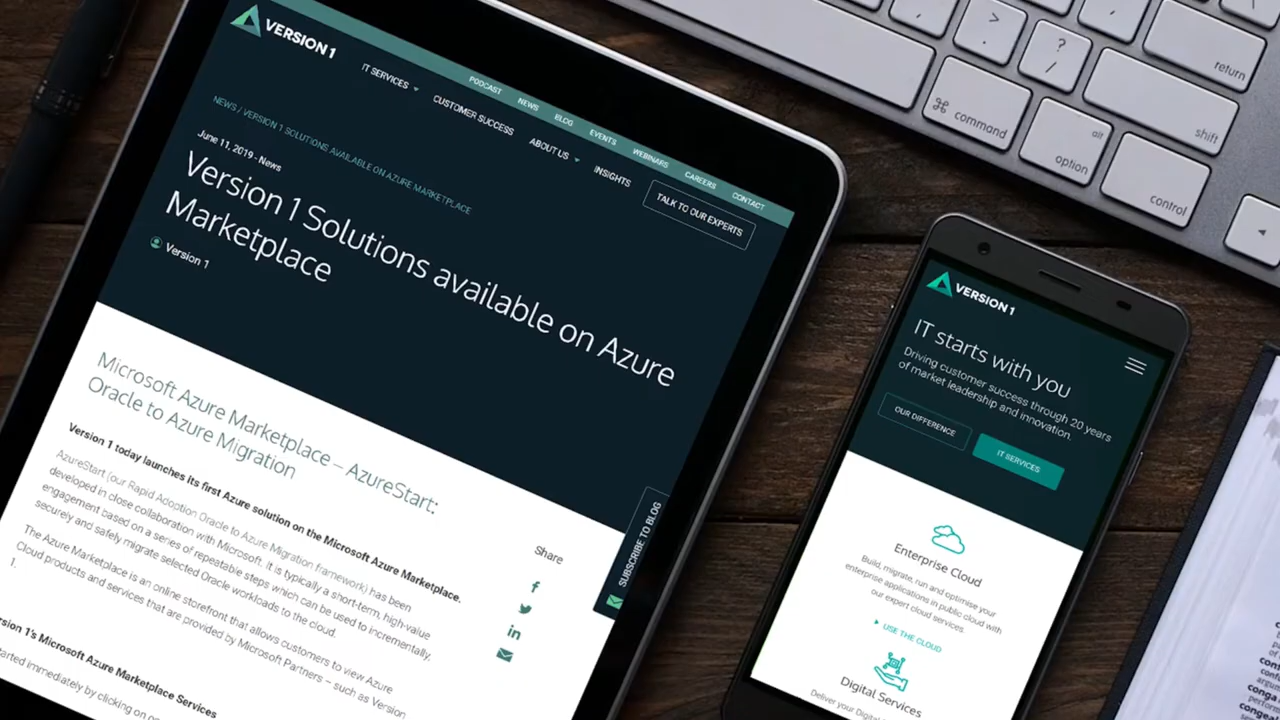 VERSION 1
PODCAST
NEWS
BLOG
EVENTS
WEBINARS
CAREERS
CONTACT
IT SERVICES
CUSTOMER SUCCESS
ABOUT US
INSIGHTS
TALK TO OUR EXPERTS
NEWS / VERSION 1 SOLUTIONS AVAILABLE ON AZURE MARKETPLACE
June 11, 2019 - News
Version 1 Solutions available on Azure
Marketplace
Version 1
Microsoft Azure Marketplace – AzureStart:
Oracle to Azure Migration
Version 1 today launches its first Azure solution on the Microsoft Azure Marketplace.
AzureStart (our Rapid Adoption Oracle to Azure Migration framework) has been
developed in close collaboration with Microsoft. It is typically a short-term, high-value
engagement based on a series of repeatable steps which can be used to incrementally,
securely and safely migrate selected Oracle workloads to the cloud.
The Azure Marketplace is an online storefront that allows customers to view Azure
Cloud products and services that are provided by Microsoft Partners – such as Version
1.
Microsoft Azure Marketplace Services
immediately by clicking on
Share
SUBSCRIBE TO BLOG
VERSION 1
IT starts with you
Driving customer success through 20 years
of market leadership and innovation.
OUR DIFFERENCE
IT SERVICES
Enterprise Cloud
Build, migrate, run and optimise your
enterprise applications in public cloud with
our expert cloud services.
USE THE CLOUD
Digital Services
Deliver your Digital
>
.
?
/
return
⌘ command
alt
option
shift
control